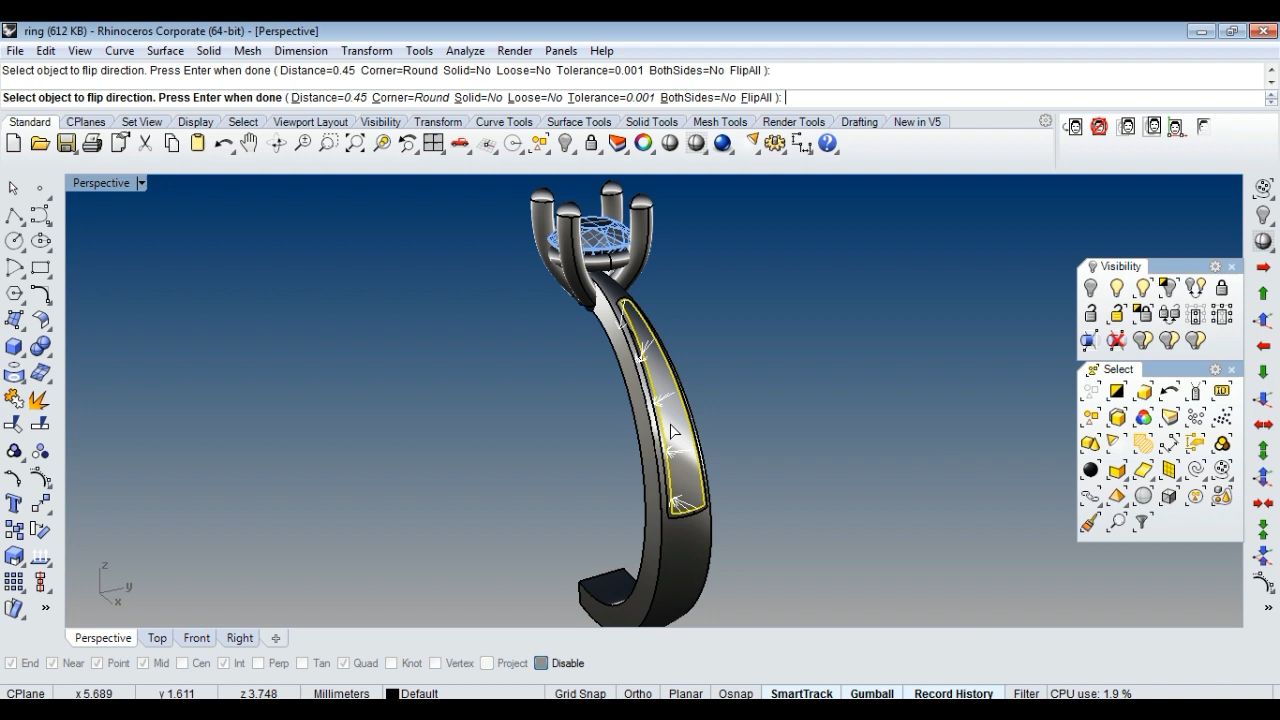 ring (612 KB) - Rhinoceros Corporate (64-bit) - [Perspective]
File Edit View Curve Surface Solid Mesh Dimension Transform Tools Analyze Render Panels Help
Select object to flip direction. Press Enter when done ( Distance=0.45 Corner=Round Solid=No Loose=No Tolerance=0.001 BothSides=No FlipAll ):
Select object to flip direction. Press Enter when done ( Distance=0.45 Corner=Round Solid=No Loose=No Tolerance=0.001 BothSides=No FlipAll ):
Standard CPlanes Set View Display Select Viewport Layout Visibility Transform Curve Tools Surface Tools Solid Tools Mesh Tools Render Tools Drafting New in V5
Perspective
Visibility
Select
z
y
x
Perspective Top Front Right
End Near Point Mid Cen Int Perp Tan Quad Knot Vertex Project Disable
CPlane x 5.689 y 1.611 z 3.748 Millimeters Default Grid Snap Ortho Planar Osnap SmartTrack Gumball Record History Filter CPU use: 1.9 %